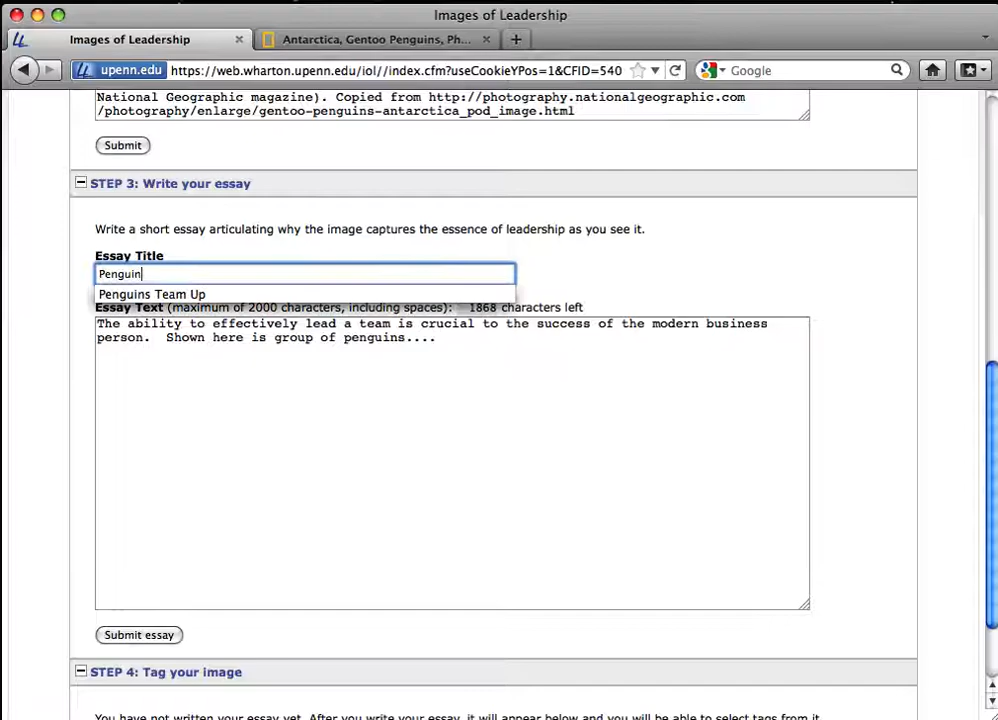 Images of Leadership
Images of Leadership
Antarctica, Gentoo Penguins, Ph...
upenn.edu
https://web.wharton.upenn.edu/iol//index.cfm?useCookieYPos=1&CFID=540
Google
National Geographic magazine). Copied from http://photography.nationalgeographic.com
/photography/enlarge/gentoo-penguins-antarctica_pod_image.html
Submit
STEP 3: Write your essay
Write a short essay articulating why the image captures the essence of leadership as you see it.
Essay Title
Penguin
Penguins Team Up
Essay Text (maximum of 2000 characters, including spaces): 1868 characters left
The ability to effectively lead a team is crucial to the success of the modern business
person. Shown here is group of penguins....
Submit essay
STEP 4: Tag your image
You have not written your essay yet. After you write your essay, it will appear below and you will be able to select tags from it